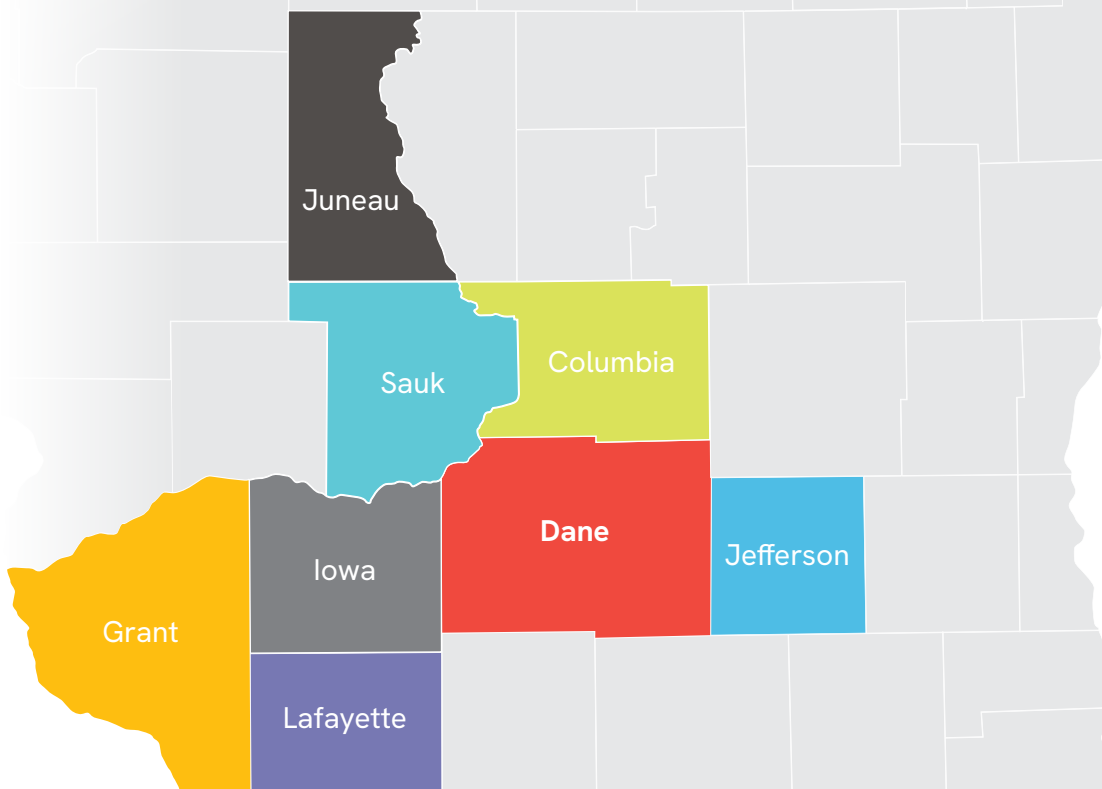 Juneau
Columbia
Sauk
Dane
Jefferson
Iowa
Grant
Lafayette